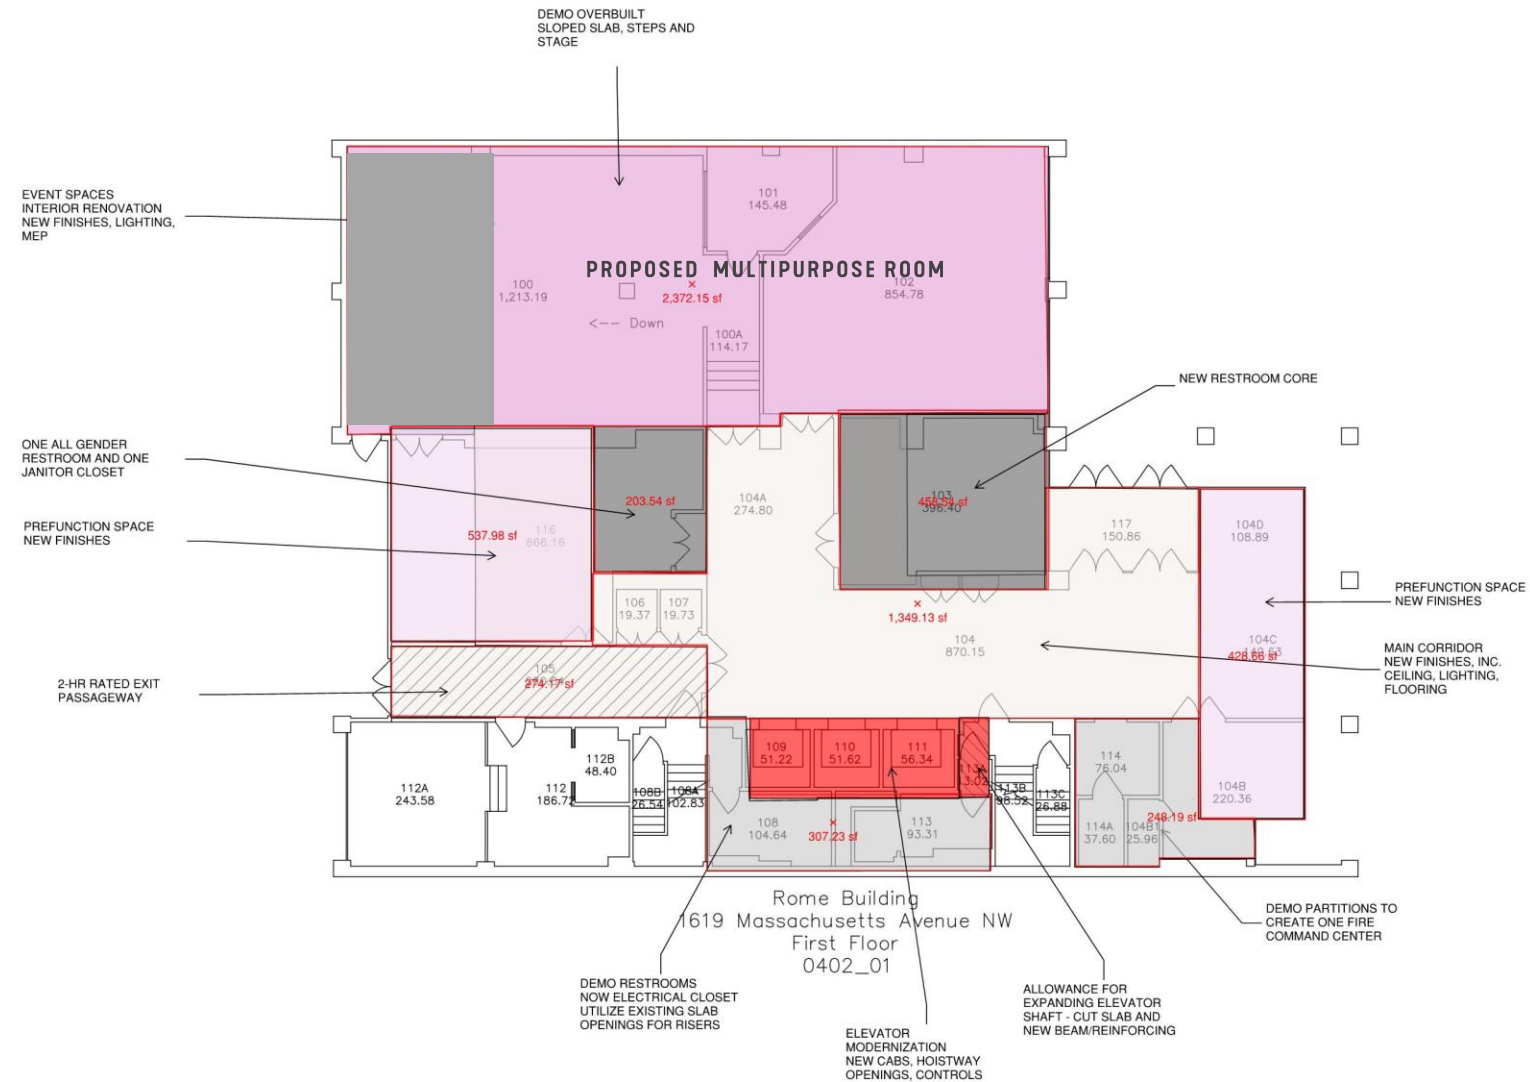 DEMO OVERBUILT
SLOPED SLAB, STEPS AND
STAGE
EVENT SPACES
INTERIOR RENOVATION
NEW FINISHES, LIGHTING,
MEP
101
145.48
PROPOSED MULTIPURPOSE ROOM
100
1,213.19
2,372.15 sf
102
854.78
<-- Down
100A
114.17
NEW RESTROOM CORE
ONE ALL GENDER
RESTROOM AND ONE
JANITOR CLOSET
PREFUNCTION SPACE
NEW FINISHES
203.54 sf
104A
274.80
103
396.40
537.98 sf
116
666.16
117
150.86
104D
108.89
PREFUNCTION SPACE
NEW FINISHES
106
19.37
107
19.73
1,349.13 sf
104
870.15
104C
428.66 sf
MAIN CORRIDOR
NEW FINISHES, INC.
CEILING, LIGHTING,
FLOORING
2-HR RATED EXIT
PASSAGEWAY
105
274.17 sf
112A
243.58
112
186.72
112B
48.40
108B
26.54
108A
102.83
109
51.22
110
51.62
111
56.34
113A
113B
98.52
113C
26.88
114
76.04
104B
220.36
108
104.64
307.23 sf
113
93.31
114A
37.60
104B1
25.96
248.19 sf
Rome Building
1619 Massachusetts Avenue NW
First Floor
0402_01
DEMO PARTITIONS TO
CREATE ONE FIRE
COMMAND CENTER
DEMO RESTROOMS
NOW ELECTRICAL CLOSET
UTILIZE EXISTING SLAB
OPENINGS FOR RISERS
ELEVATOR
MODERNIZATION
NEW CABS, HOISTWAY
OPENINGS, CONTROLS
ALLOWANCE FOR
EXPANDING ELEVATOR
SHAFT - CUT SLAB AND
NEW BEAM/REINFORCING